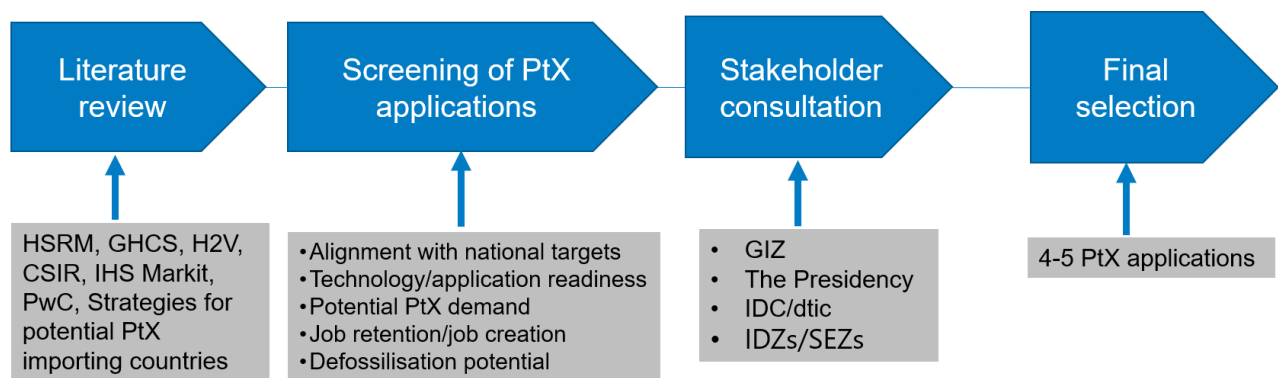 Literature
review
Screening of PtX
applications
Stakeholder
consultation
Final
selection
HSRM, GHCS, H2V,
CSIR, IHS Markit,
PwC, Strategies for
potential PtX
importing countries
•Alignment with national targets
•Technology/application readiness
•Potential PtX demand
•Job retention/job creation
•Defossilisation potential
• GIZ
• The Presidency
• IDC/dtic
• IDZs/SEZs
4-5 PtX applications